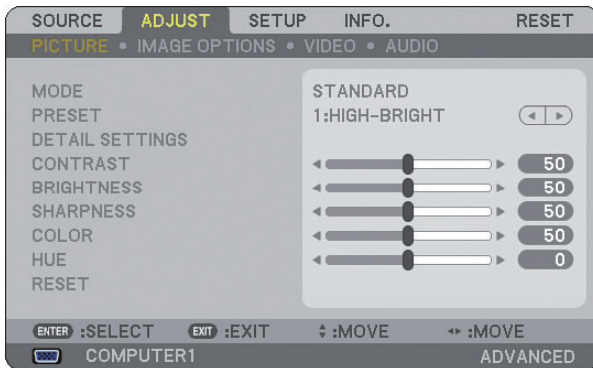 SOURCE ADJUST SETUP INFO. RESET
PICTURE • IMAGE OPTIONS • VIDEO • AUDIO
MODE STANDARD
PRESET 1:HIGH-BRIGHT
DETAIL SETTINGS
CONTRAST 50
BRIGHTNESS 50
SHARPNESS 50
COLOR 50
HUE 0
RESET
ENTER :SELECT EXIT :EXIT :MOVE :MOVE
COMPUTER1 ADVANCED